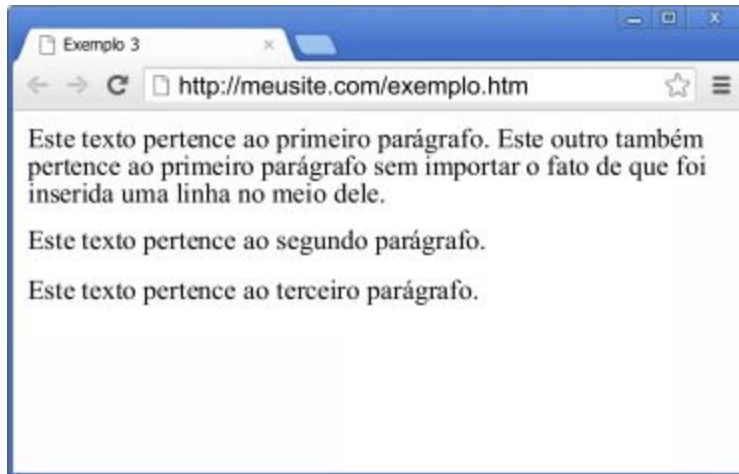 Exemplo 3
http://meusite.com/exemplo.htm
Este texto pertence ao primeiro parágrafo. Este outro também
pertence ao primeiro parágrafo sem importar o fato de que foi
inserida uma linha no meio dele.
Este texto pertence ao segundo parágrafo.
Este texto pertence ao terceiro parágrafo.